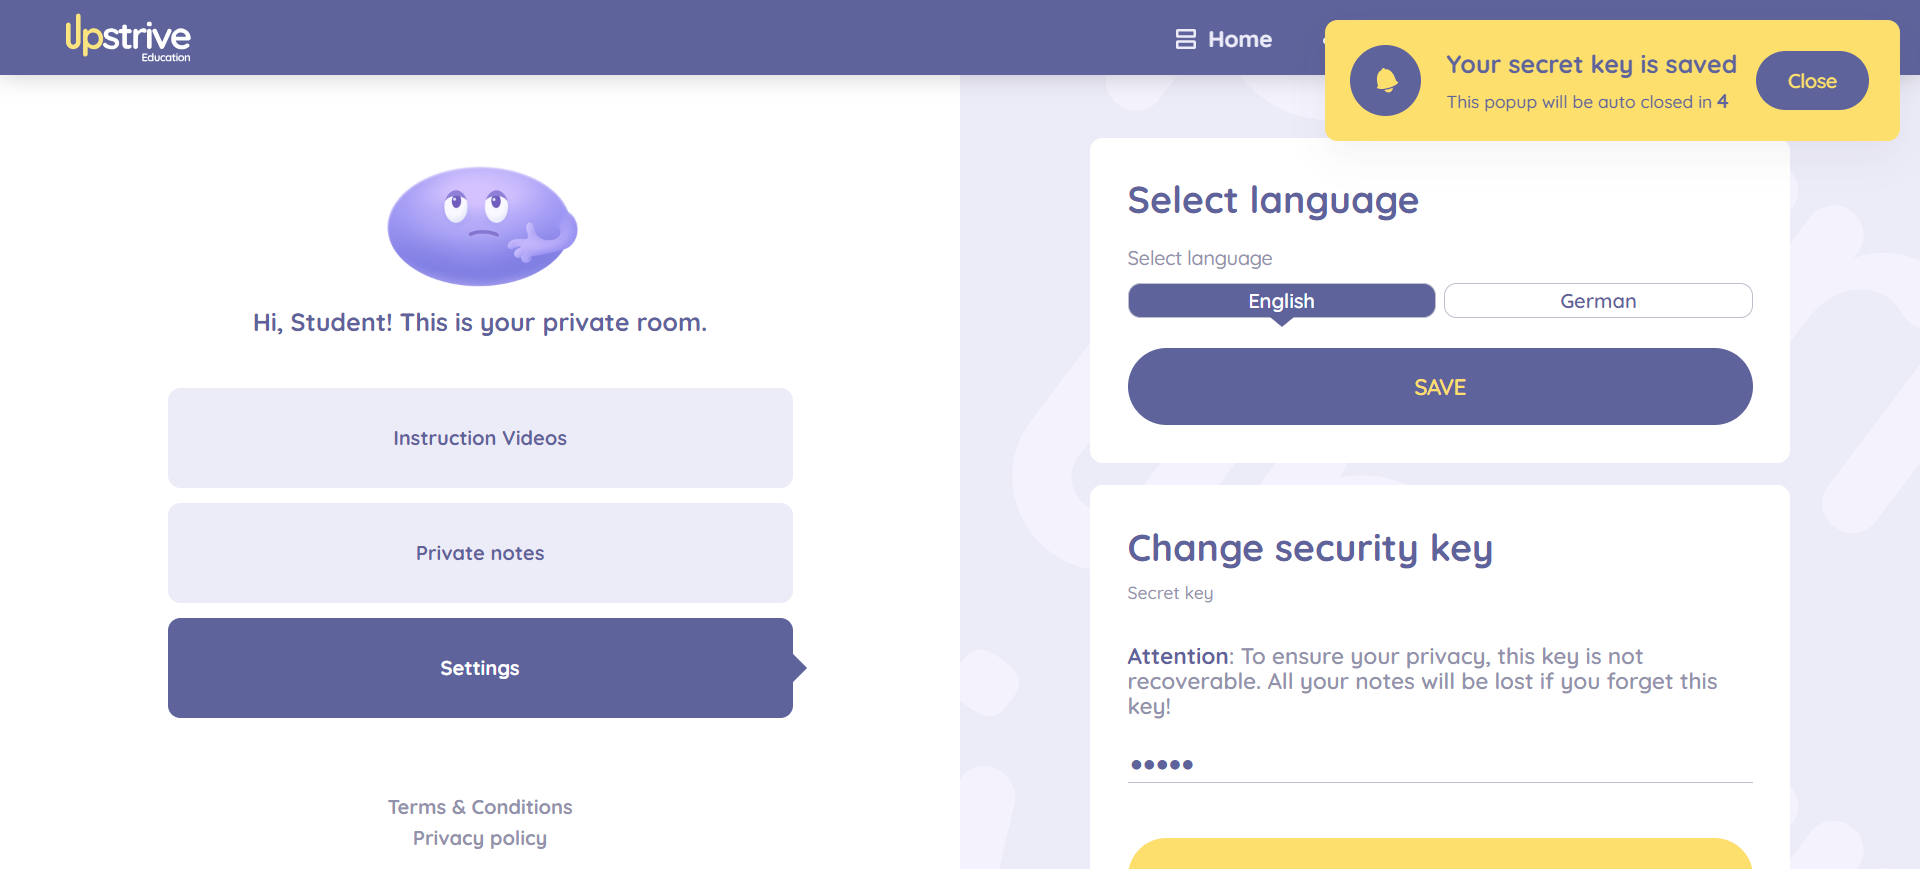 Upstrive
Education
Home
Your secret key is saved
This popup will be auto closed in 4
Close
Hi, Student! This is your private room.
Instruction Videos
Private notes
Settings
Terms & Conditions
Privacy policy
Select language
Select language
English
German
SAVE
Change security key
Secret key
Attention: To ensure your privacy, this key is not
recoverable. All your notes will be lost if you forget this
key!